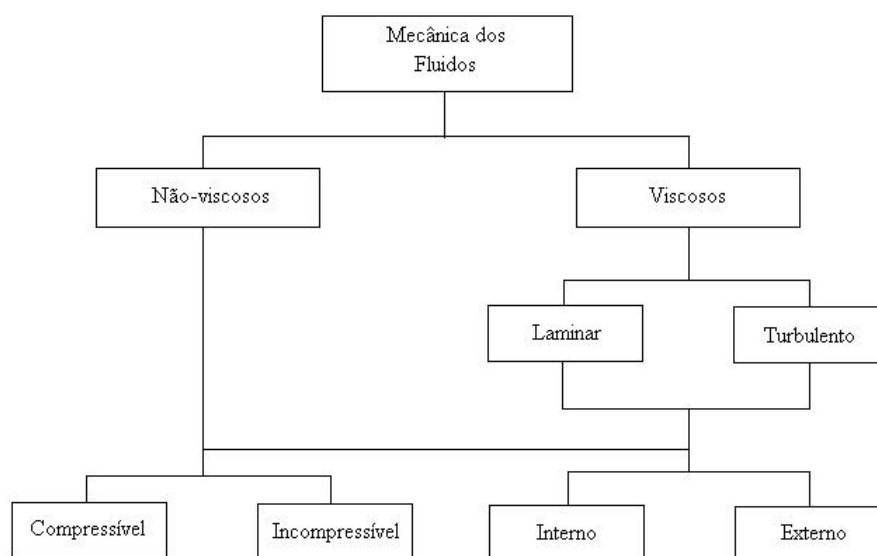 Mecânica dos
Fluidos
Não-viscosos
Viscosos
Laminar
Turbulento
Compressível
Incompressível
Interno
Externo